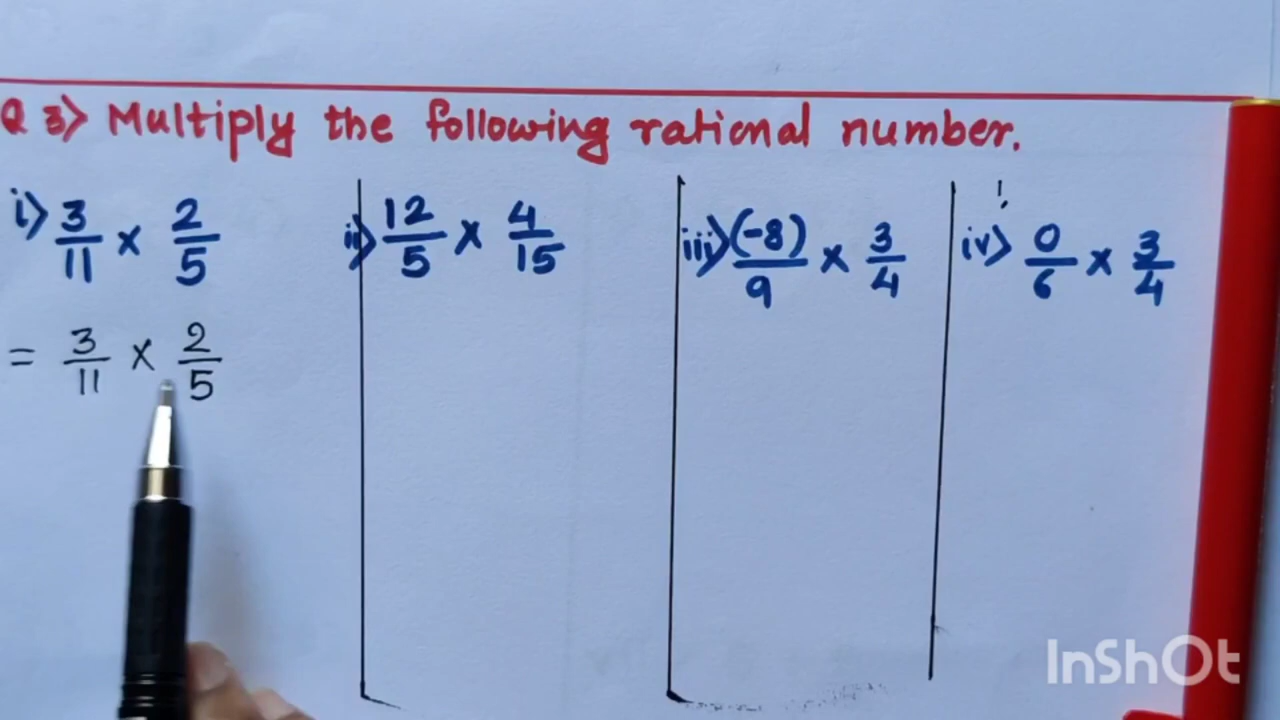 Q 3> Multiply the following rational number.
i> 3/11 × 2/5
ii> 12/5 × 4/15
iii> (-8)/9 × 3/4
iv> 0/6 × 3/4
= 3/11 × 2/5
InShOt